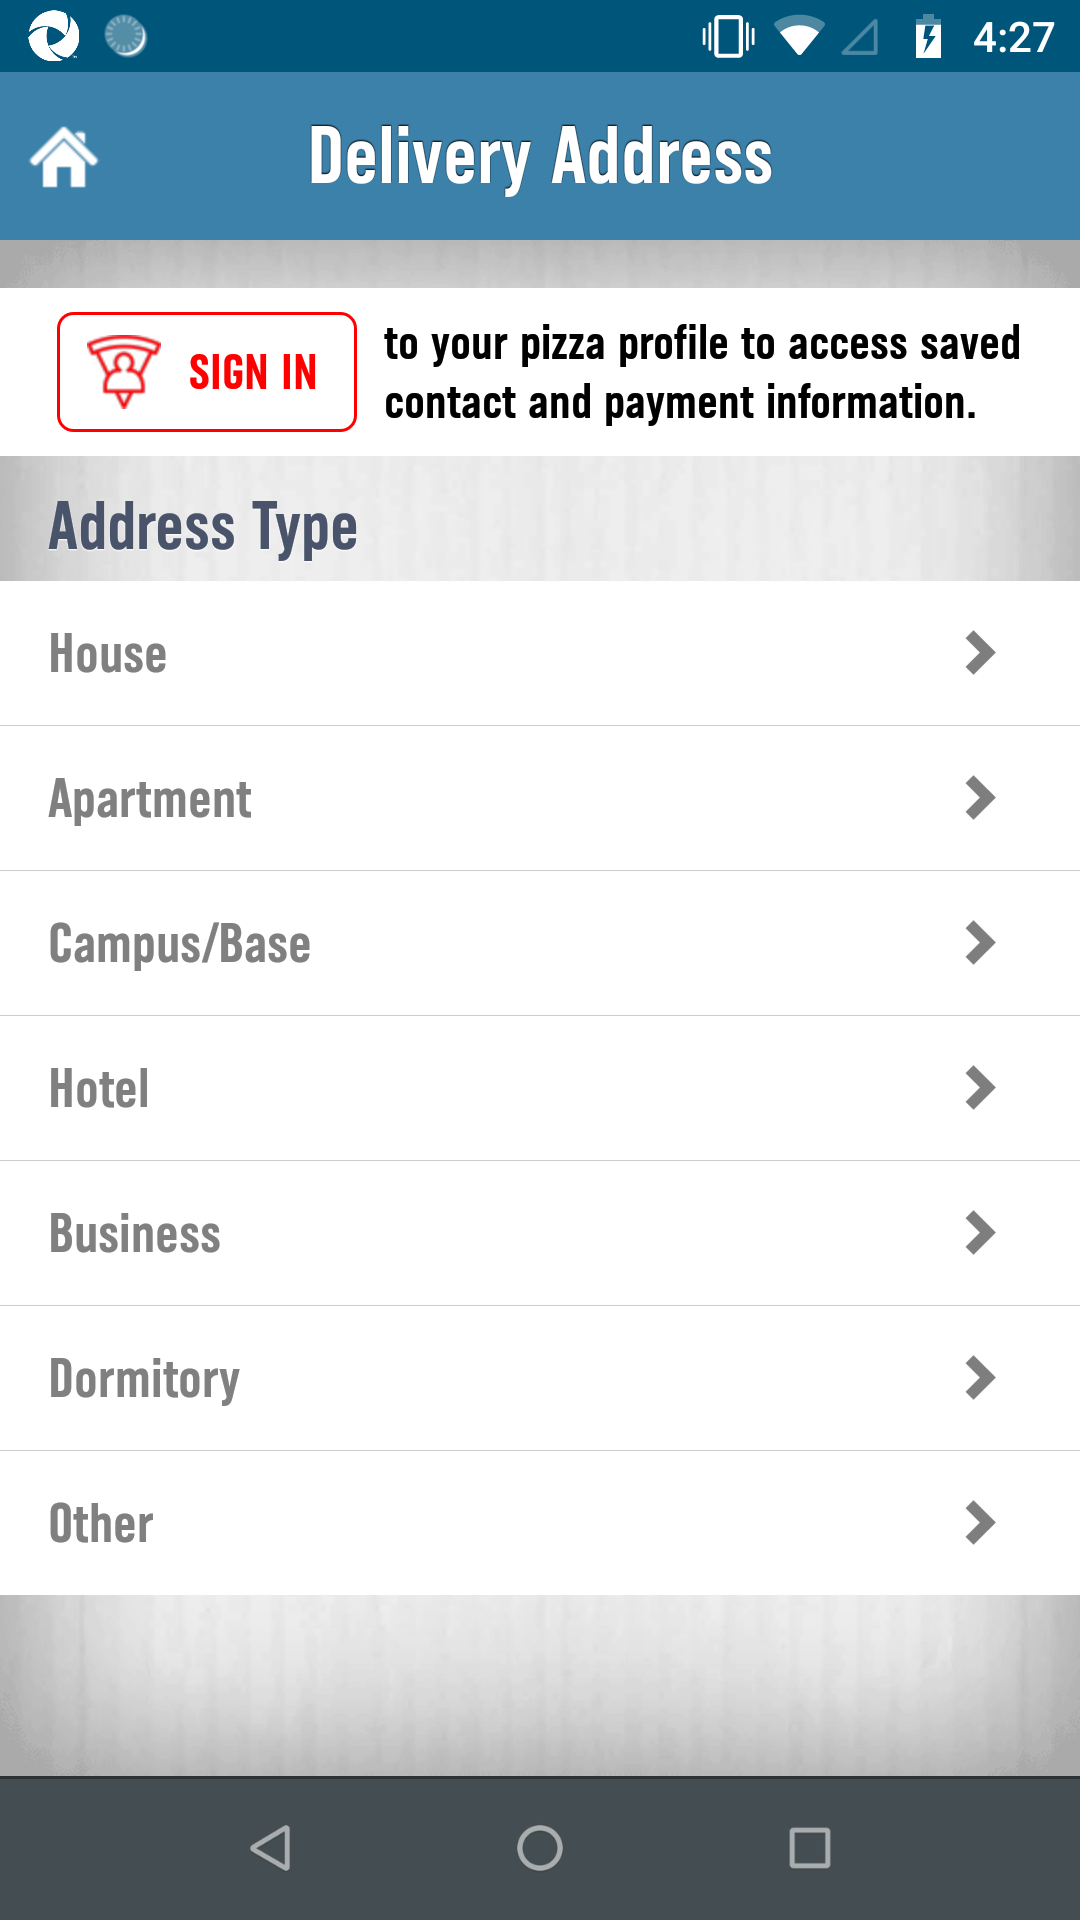 4:27
Delivery Address
SIGN IN
to your pizza profile to access saved
contact and payment information.
Address Type
House
Apartment
Campus/Base
Hotel
Business
Dormitory
Other